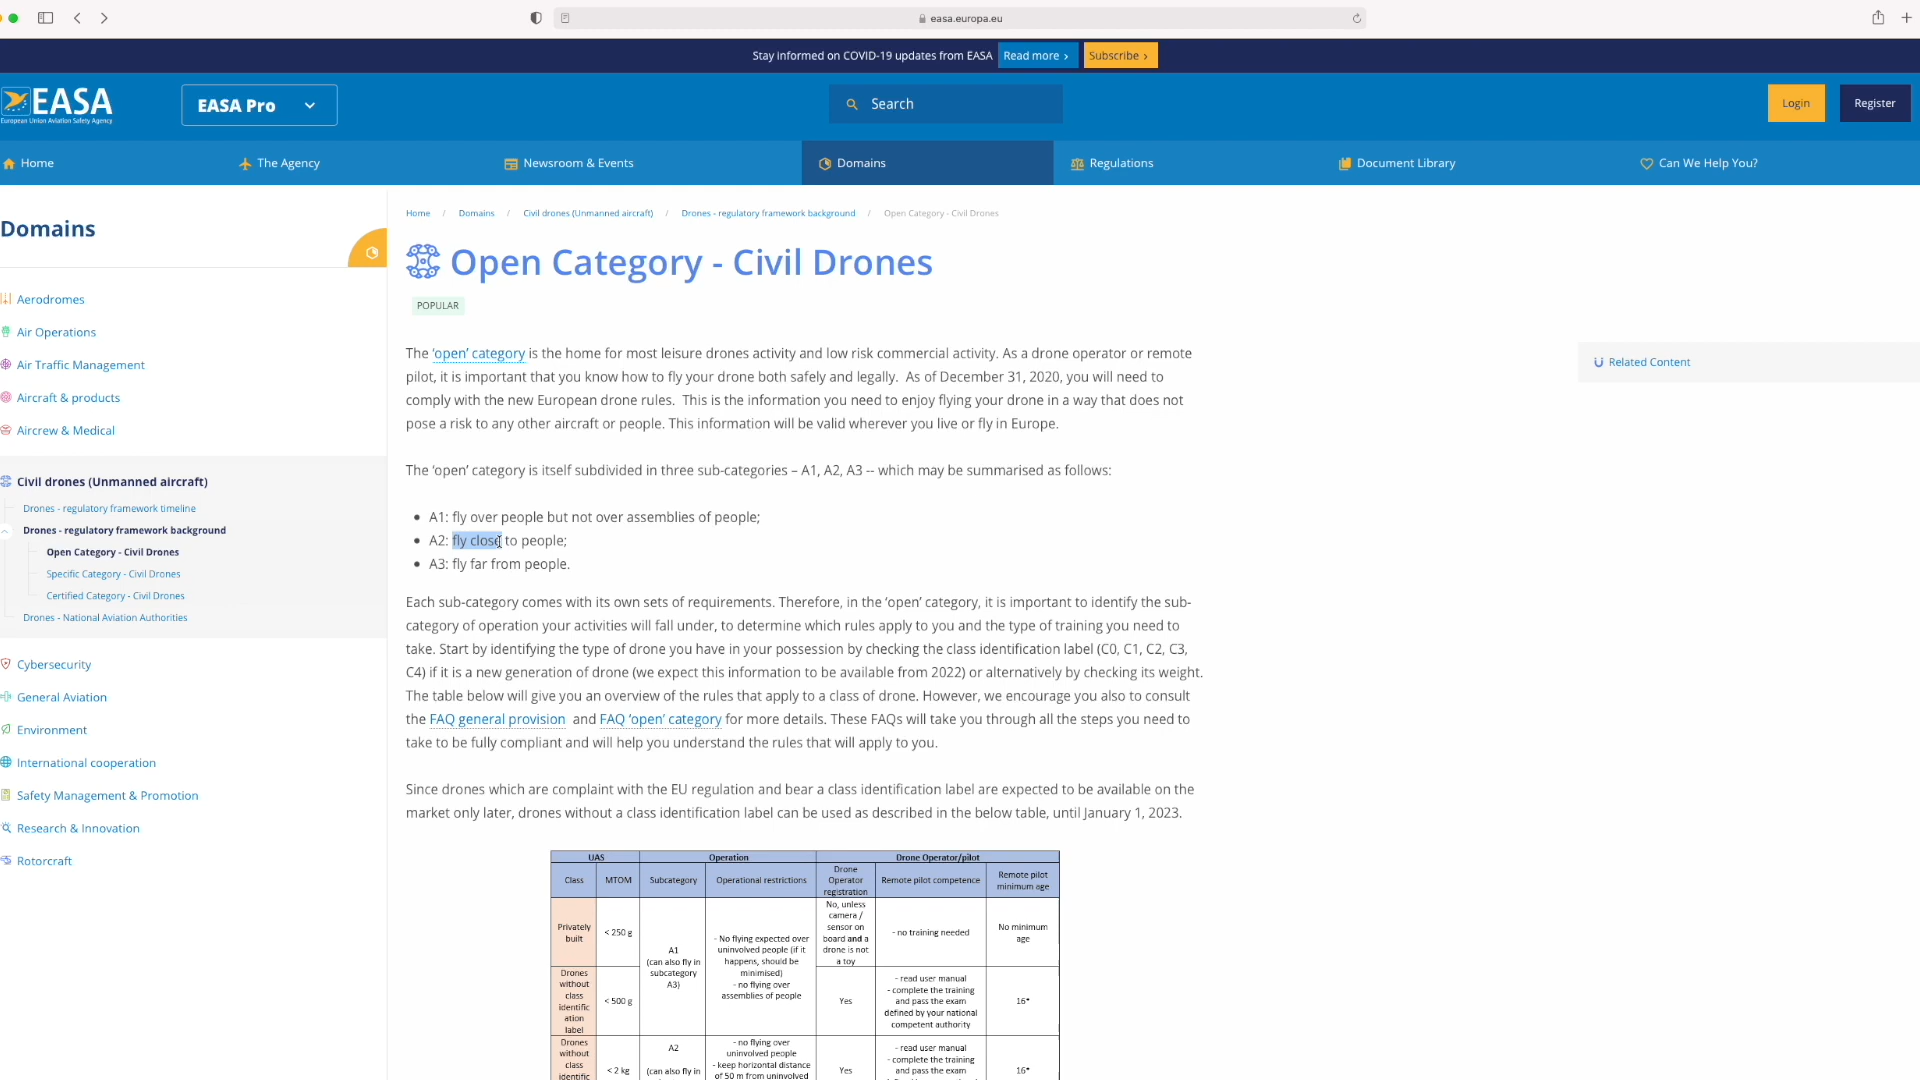 easa.europa.eu
Stay informed on COVID-19 updates from EASA Read more › Subscribe ›
EASA
European Union Aviation Safety Agency
EASA Pro
Search
Login
Register
Home
The Agency
Newsroom & Events
Domains
Regulations
Document Library
Can We Help You?
Domains
Aerodromes
Air Operations
Air Traffic Management
Aircraft & products
Aircrew & Medical
Civil drones (Unmanned aircraft)
Drones - regulatory framework timeline
Drones - regulatory framework background
Open Category - Civil Drones
Specific Category - Civil Drones
Certified Category - Civil Drones
Drones - National Aviation Authorities
Cybersecurity
General Aviation
Environment
International cooperation
Safety Management & Promotion
Research & Innovation
Rotorcraft
Home / Domains / Civil drones (Unmanned aircraft) / Drones - regulatory framework background / Open Category - Civil Drones
Open Category - Civil Drones
POPULAR
The ‘open’ category is the home for most leisure drones activity and low risk commercial activity. As a drone operator or remote
pilot, it is important that you know how to fly your drone both safely and legally. As of December 31, 2020, you will need to
comply with the new European drone rules. This is the information you need to enjoy flying your drone in a way that does not
pose a risk to any other aircraft or people. This information will be valid wherever you live or fly in Europe.
The ‘open’ category is itself subdivided in three sub-categories – A1, A2, A3 -- which may be summarised as follows:
• A1: fly over people but not over assemblies of people;
• A2: fly close to people;
• A3: fly far from people.
Each sub-category comes with its own sets of requirements. Therefore, in the ‘open’ category, it is important to identify the sub-
category of operation your activities will fall under, to determine which rules apply to you and the type of training you need to
take. Start by identifying the type of drone you have in your possession by checking the class identification label (C0, C1, C2, C3,
C4) if it is a new generation of drone (we expect this information to be available from 2022) or alternatively by checking its weight.
The table below will give you an overview of the rules that apply to a class of drone. However, we encourage you also to consult
the FAQ general provision and FAQ ‘open’ category for more details. These FAQs will take you through all the steps you need to
take to be fully compliant and will help you understand the rules that will apply to you.
Since drones which are complaint with the EU regulation and bear a class identification label are expected to be available on the
market only later, drones without a class identification label can be used as described in the below table, until January 1, 2023.
Related Content
UAS
Operation
Drone Operator/pilot
Class
MTOM
Subcategory
Operational restrictions
Drone
Operator
registration
Remote pilot competence
Remote pilot
minimum age
Privately
built
< 250 g
A1
(can also fly in
subcategory
A3)
- No flying expected over
uninvolved people (if it
happens, should be
minimised)
- no flying over
assemblies of people
No, unless
camera /
sensor on
board and a
drone is not
a toy
- no training needed
No minimum
age
Drones
without
class
identific
ation
label
< 500 g
Yes
- read user manual
- complete the training
and pass the exam
defined by your national
competent authority
16*
Drones
without
class
identific
< 2 kg
A2
(can also fly in
- no flying over
uninvolved people
- keep horizontal distance
of 50 m from uninvolved
Yes
- read user manual
- complete the training
and pass the exam
16*